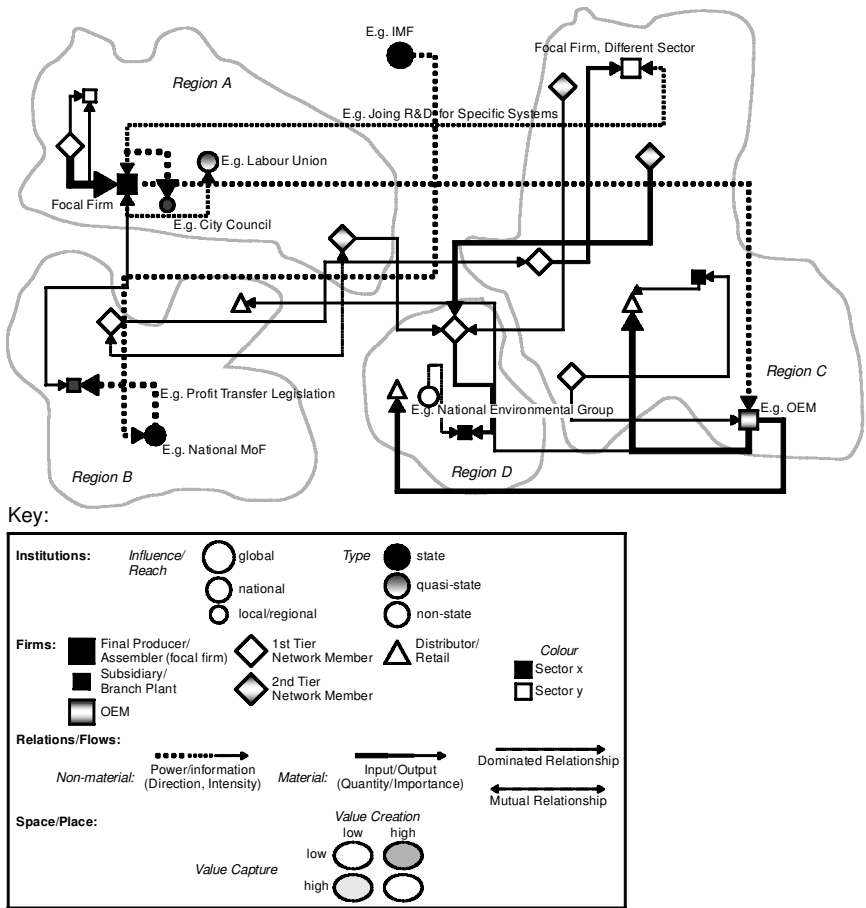 E.g. IMF
Focal Firm, Different Sector
Region A
E.g. Joing R&D for Specific Systems
E.g. Labour Union
Focal Firm
E.g. City Council
Region C
E.g. Profit Transfer Legislation
E.g. National Environmental Group
E.g. OEM
E.g. National MoF
Region B
Region D
Key:
Institutions:
Influence/
Reach
global
national
local/regional
Type
state
quasi-state
non-state
Firms:
Final Producer/
Assembler (focal firm)
Subsidiary/
Branch Plant
OEM
1st Tier
Network Member
2nd Tier
Network Member
Distributor/
Retail
Colour
Sector x
Sector y
Relations/Flows:
Non-material:
Power/information
(Direction, Intensity)
Material:
Input/Output
(Quantity/Importance)
Dominated Relationship
Mutual Relationship
Space/Place:
Value Creation
low high
Value Capture
low
high